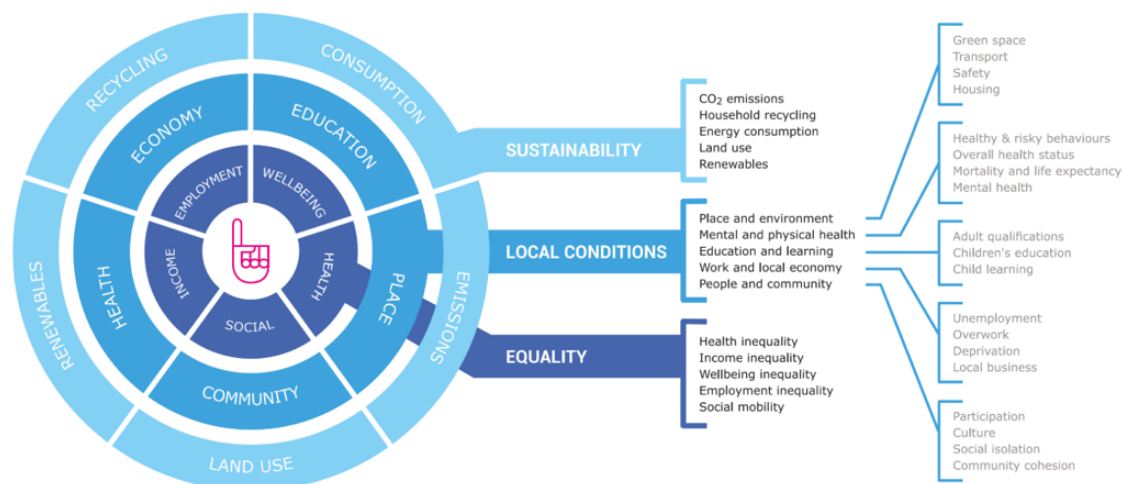 RECYCLING
CONSUMPTION
RENEWABLES
EMISSIONS
LAND USE
ECONOMY
EDUCATION
HEALTH
PLACE
COMMUNITY
EMPLOYMENT
WELLBEING
INCOME
HEALTH
SOCIAL
SUSTAINABILITY
CO₂ emissions
Household recycling
Energy consumption
Land use
Renewables
LOCAL CONDITIONS
Place and environment
Mental and physical health
Education and learning
Work and local economy
People and community
EQUALITY
Health inequality
Income inequality
Wellbeing inequality
Employment inequality
Social mobility
Green space
Transport
Safety
Housing
Healthy & risky behaviours
Overall health status
Mortality and life expectancy
Mental health
Adult qualifications
Children's education
Child learning
Unemployment
Overwork
Deprivation
Local business
Participation
Culture
Social isolation
Community cohesion